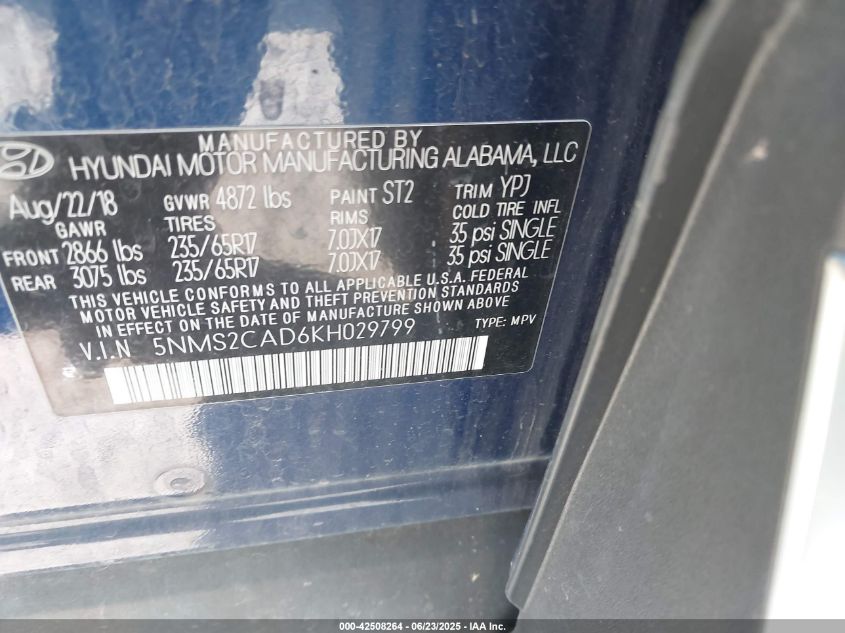 MANUFACTURED BY
HYUNDAI MOTOR MANUFACTURING ALABAMA, LLC
Aug/22/18 GVWR 4872 lbs PAINT ST2 TRIM YPJ
GAWR TIRES RIMS COLD TIRE INFL
FRONT 2866 lbs 235/65R17 7.0JX17 35 psi SINGLE
REAR 3075 lbs 235/65R17 7.0JX17 35 psi SINGLE
THIS VEHICLE CONFORMS TO ALL APPLICABLE U.S.A. FEDERAL
MOTOR VEHICLE SAFETY AND THEFT PREVENTION STANDARDS
IN EFFECT ON THE DATE OF MANUFACTURE SHOWN ABOVE
V.I.N 5NMS2CAD6KH029799 TYPE: MPV
000-42508264 - 06/23/2025 - IAA Inc.